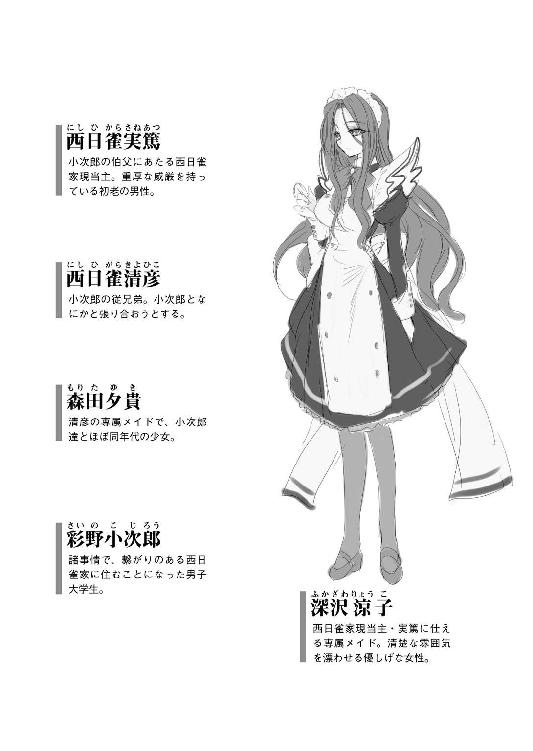 にしひからさねあつ
西日雀実篤
小次郎の伯父にあたる西日雀
家現当主。重厚な威厳を持っ
ている初老の男性。
にしひがらきよひこ
西日雀清彦
小次郎の従兄弟。小次郎とな
にかと張り合おうとする。
もりたゆき
森田夕貴
清彦の専属メイドで、小次郎
達とほぼ同年代の少女。
さいのこじろう
彩野小次郎
諸事情で、繋がりのある西日
雀家に住むことになった男子
大学生。
ふかざわりょうこ
深沢涼子
西日雀家現当主・実篤に仕え
る専属メイド。清楚な雰囲気
を漂わせる優しげな女性。